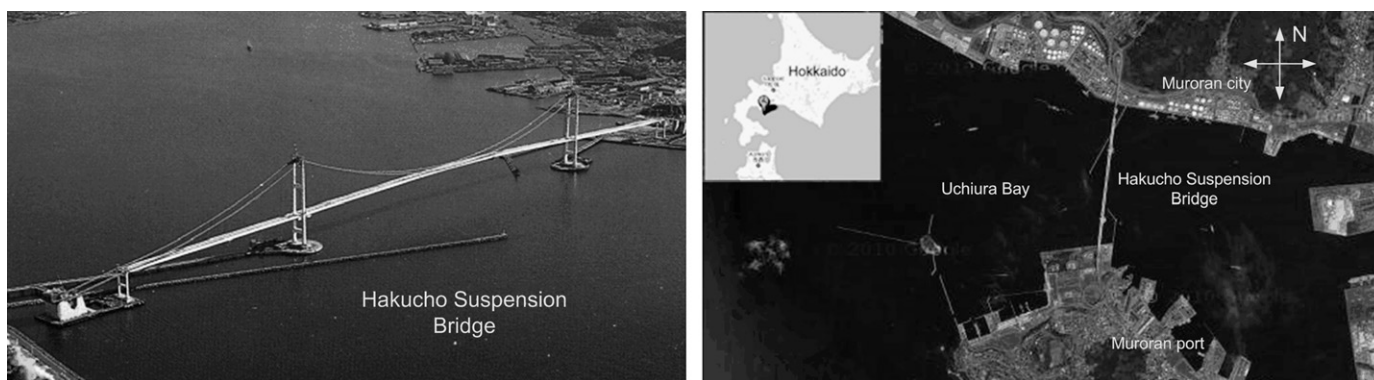 Hakucho Suspension
Bridge
Hokkaido
N
Muroran city
Uchiura Bay
Hakucho Suspension
Bridge
Muroran port